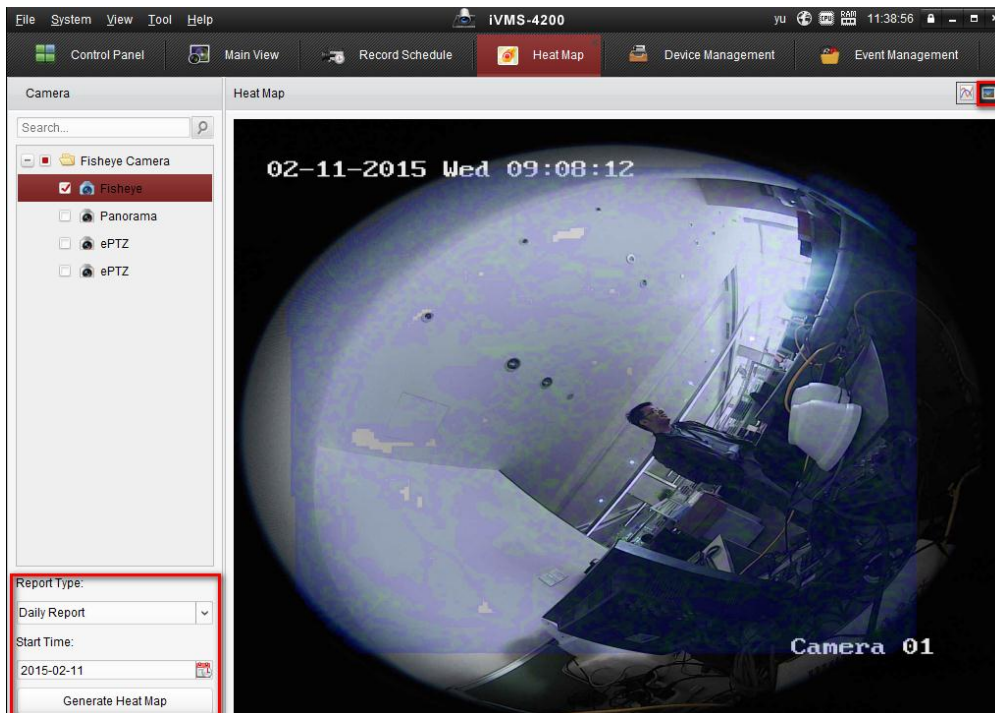 File System View Tool Help iVMS-4200 yu CPU RAM 11:38:56
Control Panel Main View Record Schedule Heat Map Device Management Event Management
Camera Heat Map
Search...
Fisheye Camera
Fisheye
Panorama
ePTZ
ePTZ
02-11-2015 Wed 09:08:12
Camera 01
Report Type:
Daily Report
Start Time:
2015-02-11
Generate Heat Map